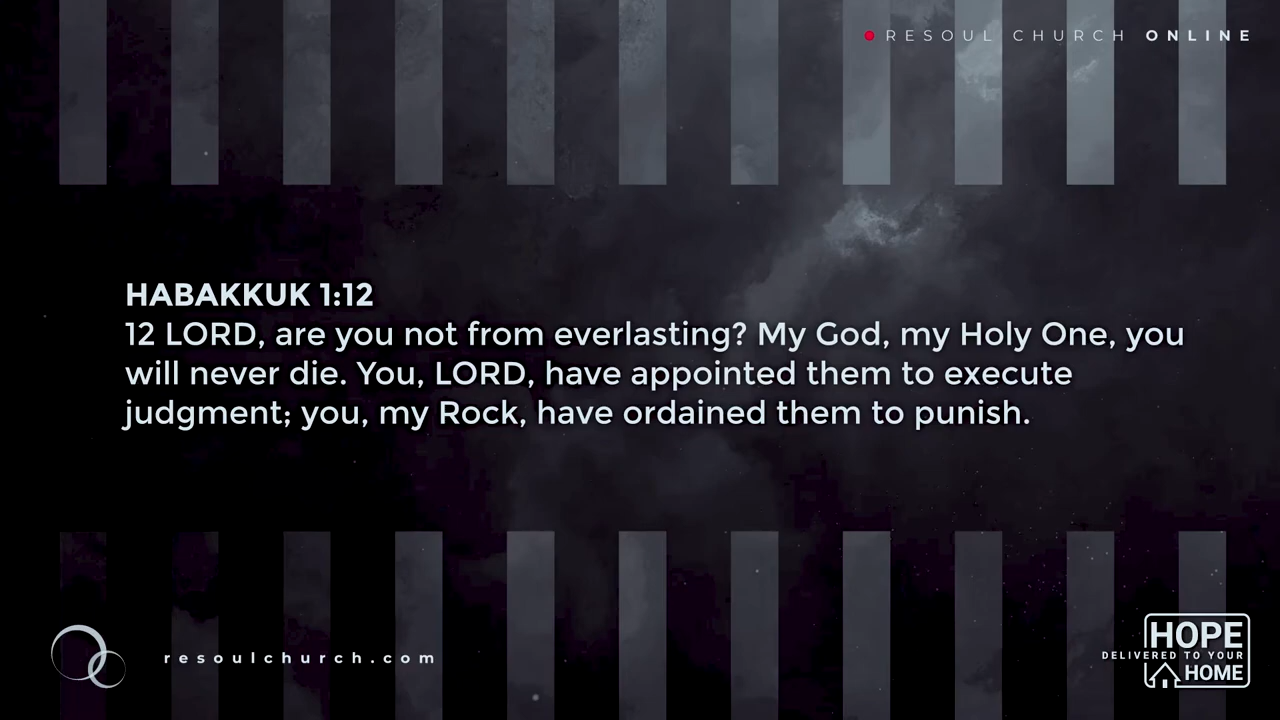 RESOUL CHURCH ONLINE
HABAKKUK 1:12
12 LORD, are you not from everlasting? My God, my Holy One, you
will never die. You, LORD, have appointed them to execute
judgment; you, my Rock, have ordained them to punish.
resoulchurch.com
HOPE
DELIVERED TO YOUR
HOME